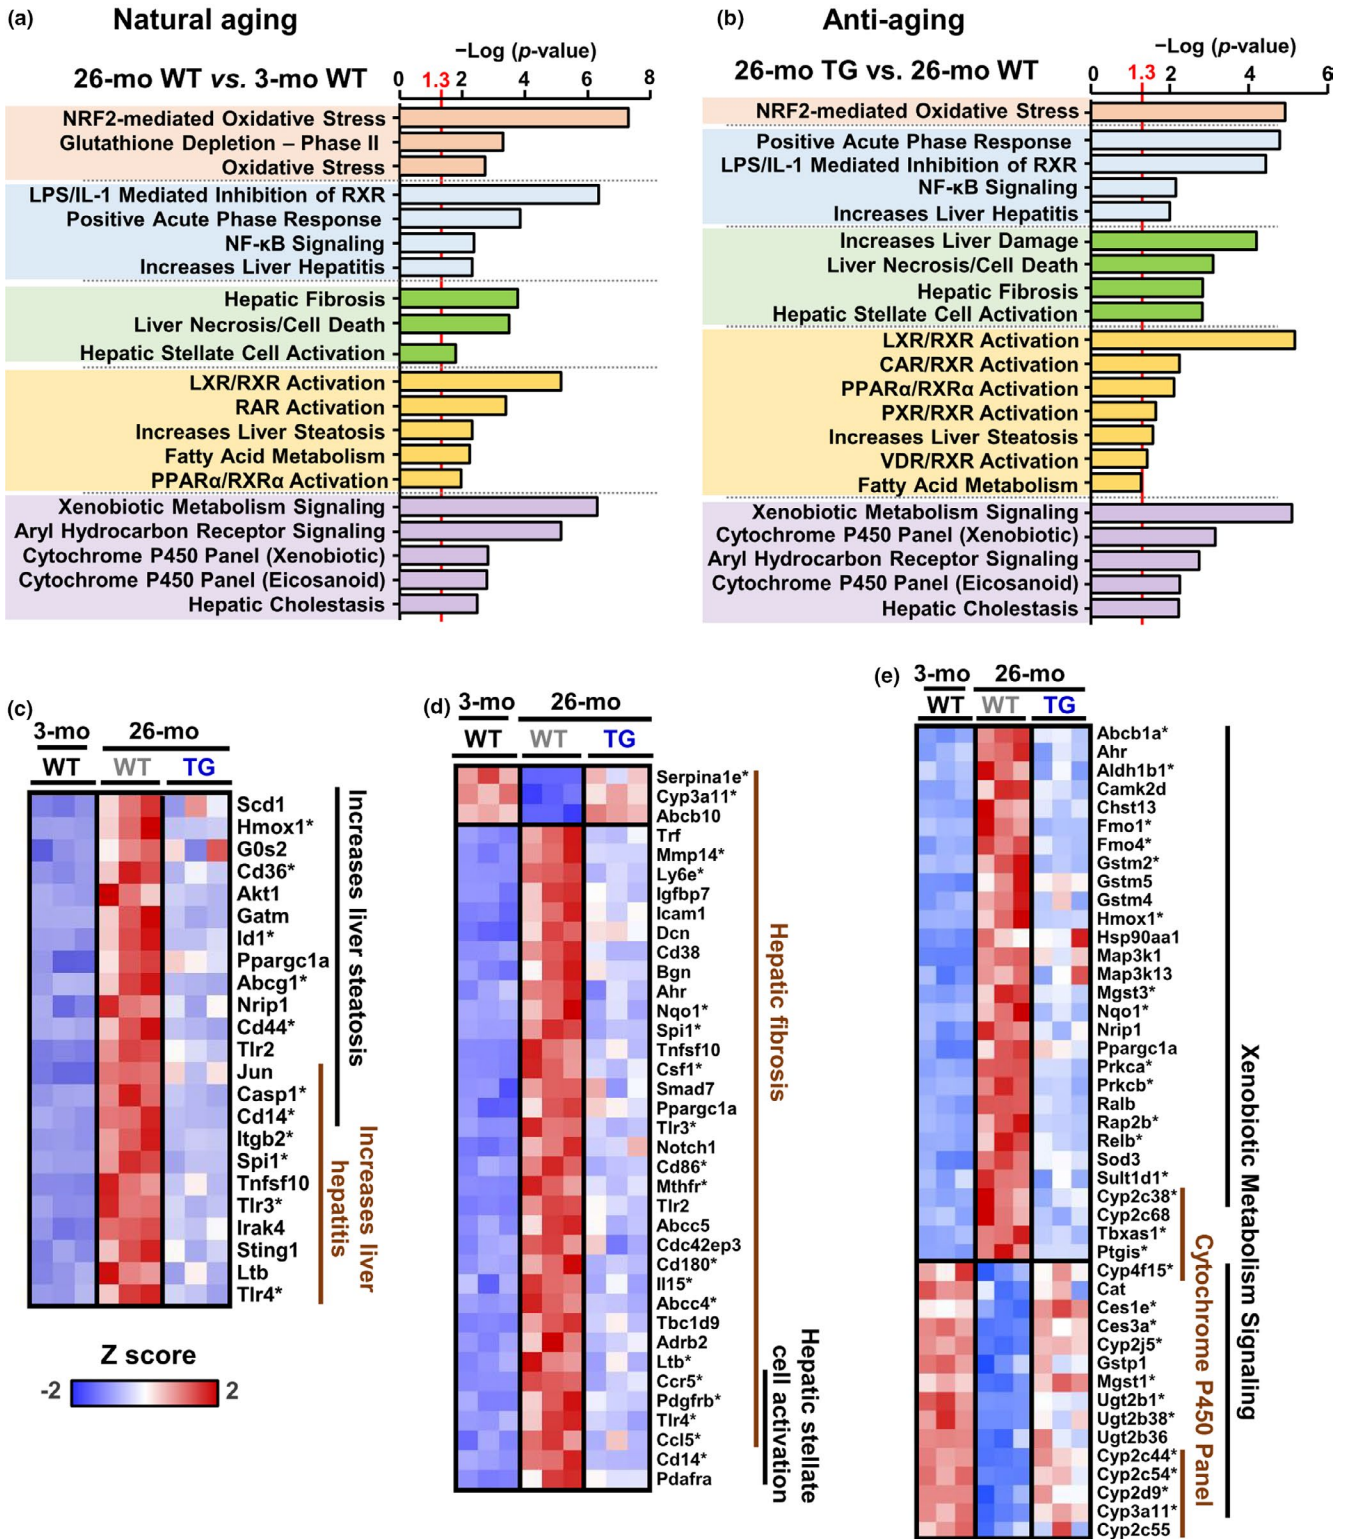 (a) Natural aging
−Log (p-value)
26-mo WT vs. 3-mo WT
0 1.3 2 4 6 8
NRF2-mediated Oxidative Stress
Glutathione Depletion – Phase II
Oxidative Stress
LPS/IL-1 Mediated Inhibition of RXR
Positive Acute Phase Response
NF-κB Signaling
Increases Liver Hepatitis
Hepatic Fibrosis
Liver Necrosis/Cell Death
Hepatic Stellate Cell Activation
LXR/RXR Activation
RAR Activation
Increases Liver Steatosis
Fatty Acid Metabolism
PPARα/RXRα Activation
Xenobiotic Metabolism Signaling
Aryl Hydrocarbon Receptor Signaling
Cytochrome P450 Panel (Xenobiotic)
Cytochrome P450 Panel (Eicosanoid)
Hepatic Cholestasis
(b) Anti-aging
−Log (p-value)
26-mo TG vs. 26-mo WT
0 1.3 2 4 6
NRF2-mediated Oxidative Stress
Positive Acute Phase Response
LPS/IL-1 Mediated Inhibition of RXR
NF-κB Signaling
Increases Liver Hepatitis
Increases Liver Damage
Liver Necrosis/Cell Death
Hepatic Fibrosis
Hepatic Stellate Cell Activation
LXR/RXR Activation
CAR/RXR Activation
PPARα/RXRα Activation
PXR/RXR Activation
Increases Liver Steatosis
VDR/RXR Activation
Fatty Acid Metabolism
Xenobiotic Metabolism Signaling
Cytochrome P450 Panel (Xenobiotic)
Aryl Hydrocarbon Receptor Signaling
Cytochrome P450 Panel (Eicosanoid)
Hepatic Cholestasis
(c)
3-mo 26-mo
WT WT TG
Scd1
Hmox1*
G0s2
Cd36*
Akt1
Gatm
Id1*
Ppargc1a
Abcg1*
Nrip1
Cd44*
Tlr2
Jun
Casp1*
Cd14*
Itgb2*
Spi1*
Tnfsf10
Tlr3*
Irak4
Sting1
Ltb
Tlr4*
Increases liver steatosis
Increases liver
hepatitis
Z score
-2 2
(d)
3-mo 26-mo
WT WT TG
Serpina1e*
Cyp3a11*
Abcb10
Trf
Mmp14*
Ly6e*
Igfbp7
Icam1
Dcn
Cd38
Bgn
Ahr
Nqo1*
Spi1*
Tnfsf10
Csf1*
Smad7
Ppargc1a
Tlr3*
Notch1
Cd86*
Mthfr*
Tlr2
Abcc5
Cdc42ep3
Cd180*
Il15*
Abcc4*
Tbc1d9
Adrb2
Ltb*
Ccr5*
Pdgfrb*
Tlr4*
Ccl5*
Cd14*
Pdafra
Hepatic fibrosis
Hepatic stellate
cell activation
(e)
3-mo 26-mo
WT WT TG
Abcb1a*
Ahr
Aldh1b1*
Camk2d
Chst13
Fmo1*
Fmo4*
Gstm2*
Gstm5
Gstm4
Hmox1*
Hsp90aa1
Map3k1
Map3k13
Mgst3*
Nqo1*
Nrip1
Ppargc1a
Prkca*
Prkcb*
Ralb
Rap2b*
Relb*
Sod3
Sult1d1*
Cyp2c38*
Cyp2c68
Tbxas1*
Ptgis*
Cyp4f15*
Cat
Ces1e*
Ces3a*
Cyp2j5*
Gstp1
Mgst1*
Ugt2b1*
Ugt2b38*
Ugt2b36
Cyp2c44*
Cyp2c54*
Cyp2d9*
Cyp3a11*
Cyp2c55
Xenobiotic Metabolism Signaling
Cytochrome P450 Panel